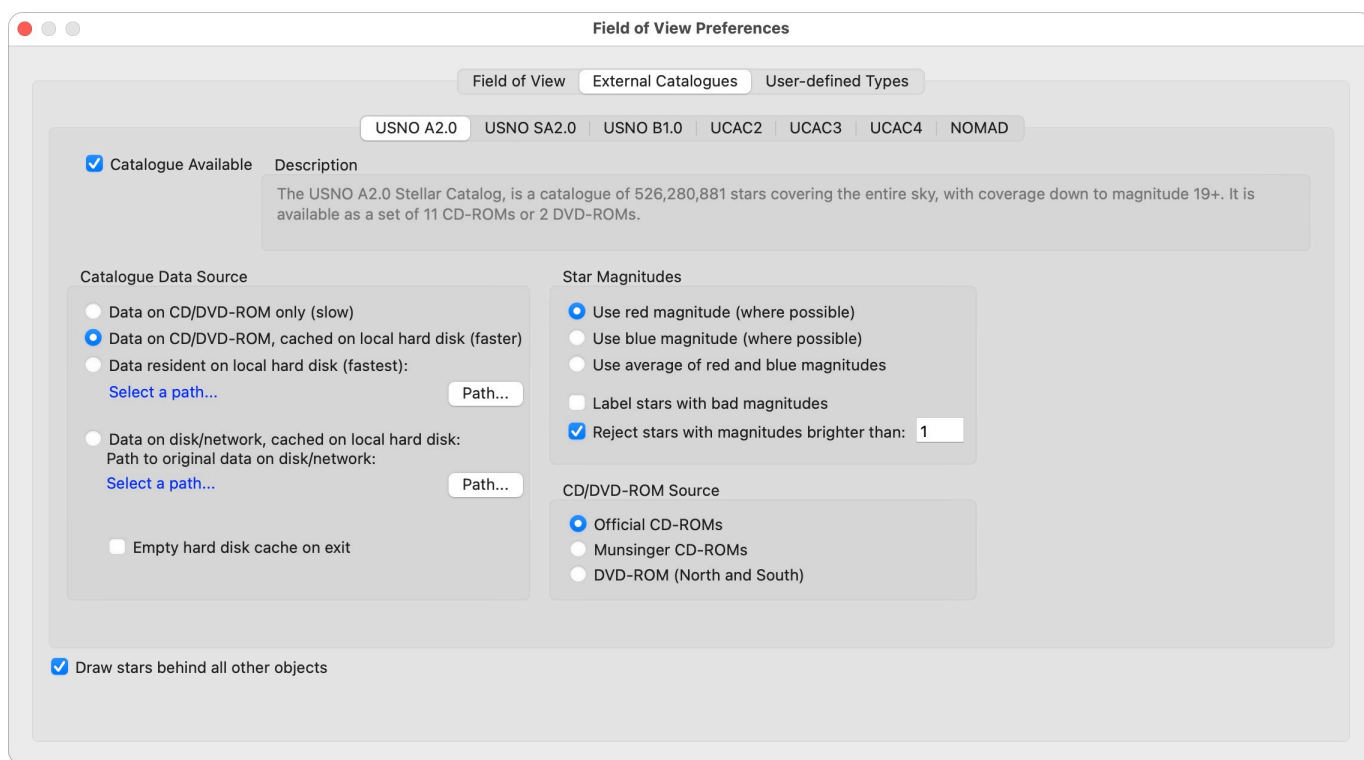 Field of View Preferences
Field of View
External Catalogues
User-defined Types
USNO A2.0
USNO SA2.0
USNO B1.0
UCAC2
UCAC3
UCAC4
NOMAD
Catalogue Available
Description
The USNO A2.0 Stellar Catalog, is a catalogue of 526,280,881 stars covering the entire sky, with coverage down to magnitude 19+. It is
available as a set of 11 CD-ROMs or 2 DVD-ROMs.
Catalogue Data Source
Data on CD/DVD-ROM only (slow)
Data on CD/DVD-ROM, cached on local hard disk (faster)
Data resident on local hard disk (fastest):
Select a path...
Path...
Data on disk/network, cached on local hard disk:
Path to original data on disk/network:
Select a path...
Path...
Empty hard disk cache on exit
Star Magnitudes
Use red magnitude (where possible)
Use blue magnitude (where possible)
Use average of red and blue magnitudes
Label stars with bad magnitudes
Reject stars with magnitudes brighter than: 1
CD/DVD-ROM Source
Official CD-ROMs
Munsinger CD-ROMs
DVD-ROM (North and South)
Draw stars behind all other objects